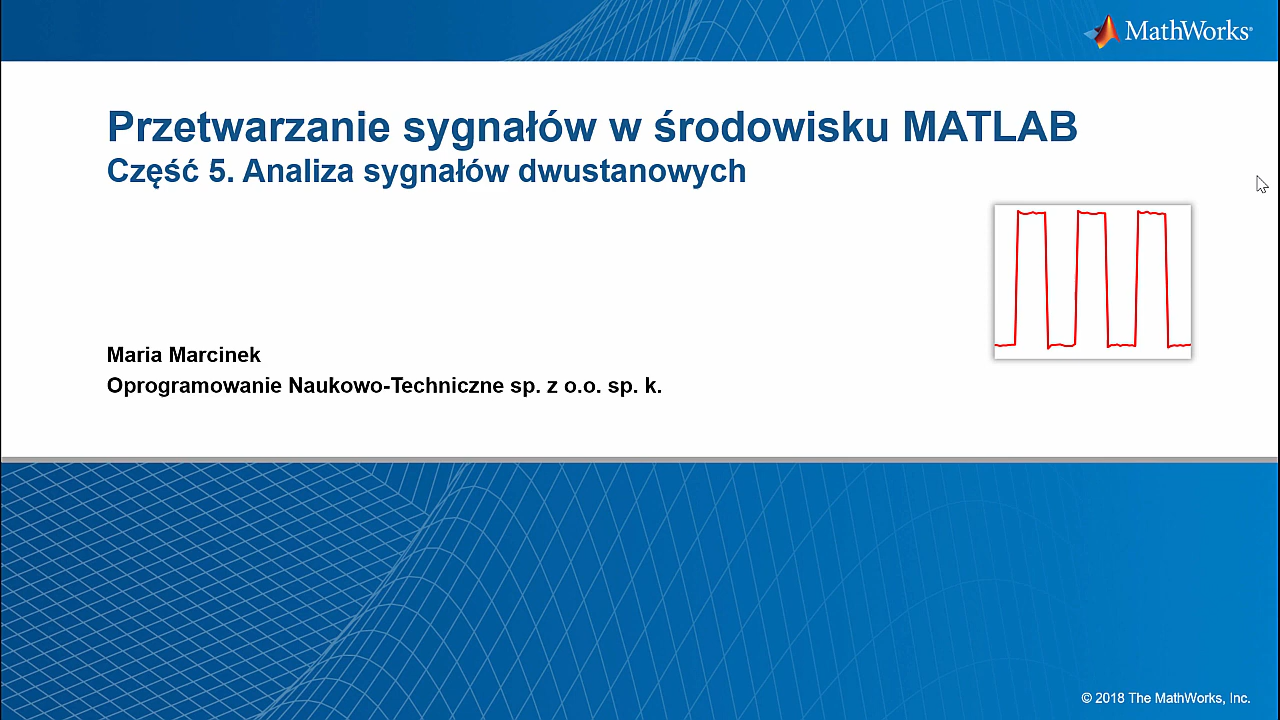 MathWorks®
Przetwarzanie sygnałów w środowisku MATLAB
Część 5. Analiza sygnałów dwustanowych
Maria Marcinek
Oprogramowanie Naukowo-Techniczne sp. z o.o. sp. k.
© 2018 The MathWorks, Inc.